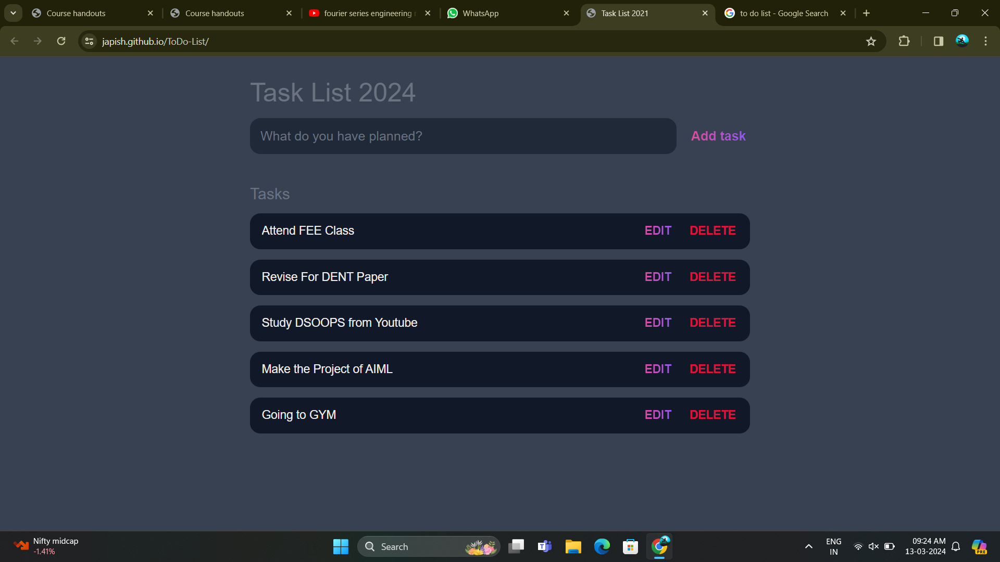 Course handouts
Course handouts
fourier series engineering
WhatsApp
Task List 2021
to do list - Google Search
japish.github.io/ToDo-List/
Task List 2024
What do you have planned?
Add task
Tasks
Attend FEE Class EDIT DELETE
Revise For DENT Paper EDIT DELETE
Study DSOOPS from Youtube EDIT DELETE
Make the Project of AIML EDIT DELETE
Going to GYM EDIT DELETE
Nifty midcap
-1.41%
Search
ENG
IN
09:24 AM
13-03-2024
PRE